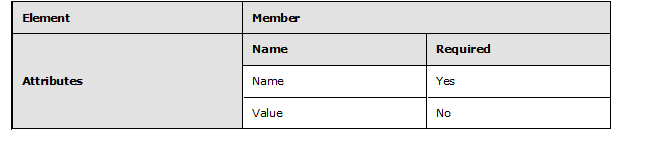 Element Member
Name Required
Attributes Name Yes
Value No